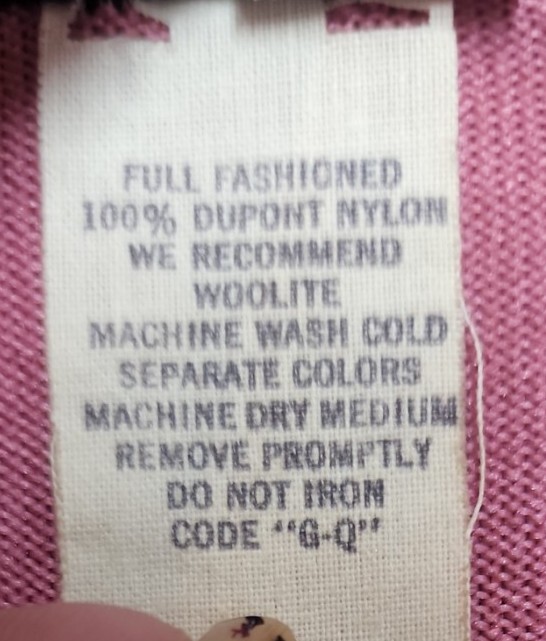 FULL FASHIONED
100% DUPONT NYLON
WE RECOMMEND
WOOLITE
MACHINE WASH COLD
SEPARATE COLORS
MACHINE DRY MEDIUM
REMOVE PROMPTLY
DO NOT IRON
CODE "G-Q"